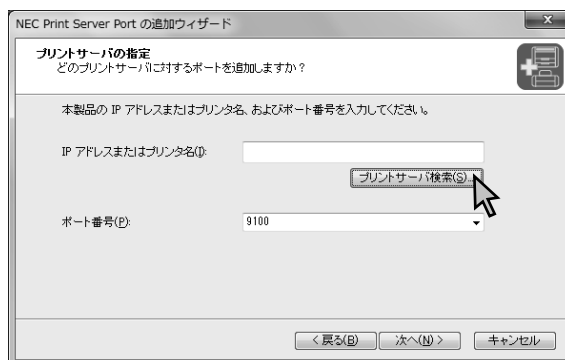 NEC Print Server Port の追加ウィザード
プリントサーバの指定
どのプリントサーバに対するポートを追加しますか？
本製品の IP アドレスまたはプリンタ名、およびポート番号を入力してください。
IP アドレスまたはプリンタ名(I):
プリントサーバ検索(S)...
ポート番号(P):
9100
< 戻る(B)
次へ(N) >
キャンセル